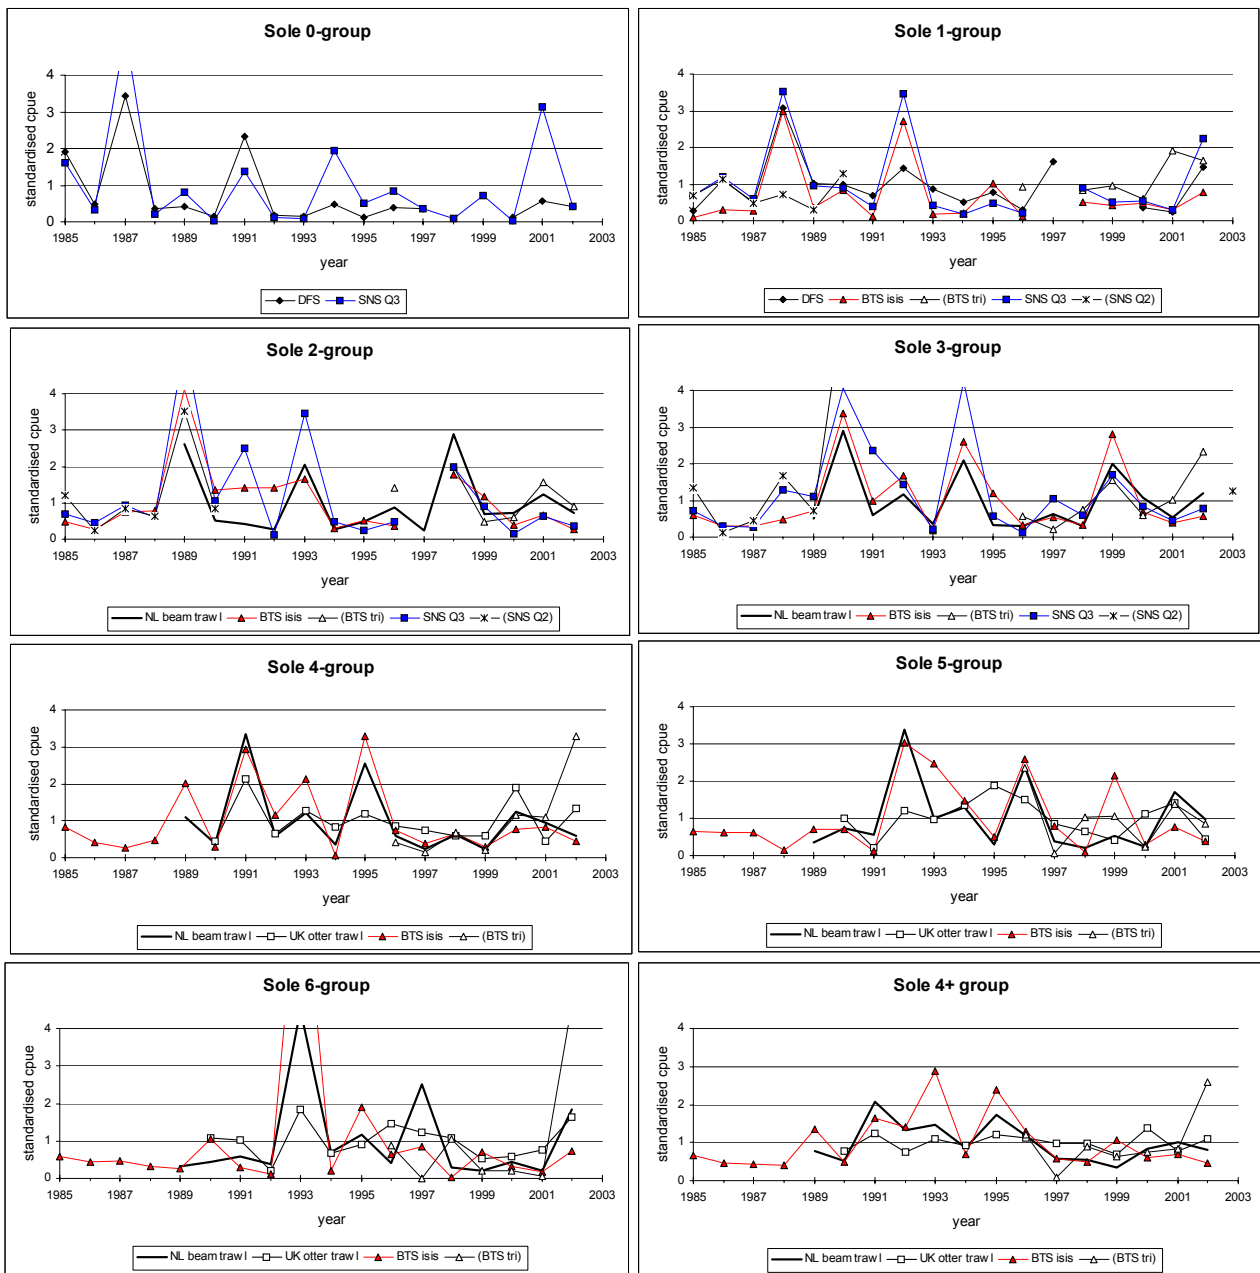 Sole 0-group
standardised cpue
4
3
2
1
0
1985 1987 1989 1991 1993 1995 1997 1999 2001 2003
year
DFS SNS Q3
Sole 1-group
standardised cpue
4
3
2
1
0
1985 1987 1989 1991 1993 1995 1997 1999 2001 2003
year
DFS BTS isis (BTS tri) SNS Q3 (SNS Q2)
Sole 2-group
standardised cpue
4
3
2
1
0
1985 1987 1989 1991 1993 1995 1997 1999 2001 2003
year
NL beam trawl BTS isis (BTS tri) SNS Q3 (SNS Q2)
Sole 3-group
standardised cpue
4
3
2
1
0
1985 1987 1989 1991 1993 1995 1997 1999 2001 2003
year
NL beam trawl BTS isis (BTS tri) SNS Q3 (SNS Q2)
Sole 4-group
standardised cpue
4
3
2
1
0
1985 1987 1989 1991 1993 1995 1997 1999 2001 2003
year
NL beam trawl UK otter trawl BTS isis (BTS tri)
Sole 5-group
standardised cpue
4
3
2
1
0
1985 1987 1989 1991 1993 1995 1997 1999 2001 2003
year
NL beam trawl UK otter trawl BTS isis (BTS tri)
Sole 6-group
standardised cpue
4
3
2
1
0
1985 1987 1989 1991 1993 1995 1997 1999 2001 2003
year
NL beam trawl UK otter trawl BTS isis (BTS tri)
Sole 4+ group
standardised cpue
4
3
2
1
0
1985 1987 1989 1991 1993 1995 1997 1999 2001 2003
year
NL beam trawl UK otter trawl BTS isis (BTS tri)